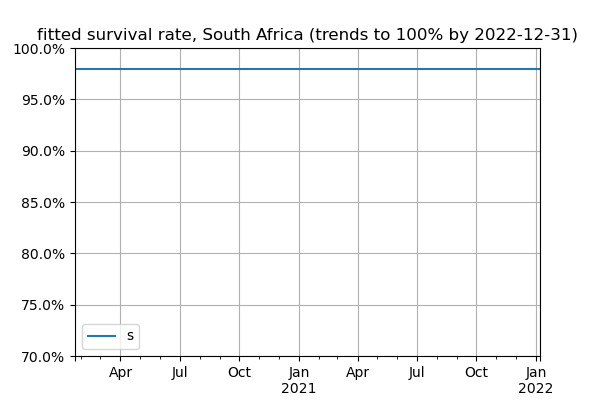 fitted survival rate, South Africa (trends to 100% by 2022-12-31)
100.0%
95.0%
90.0%
85.0%
80.0%
75.0%
70.0%
s
Apr Jul Oct Jan Apr Jul Oct Jan
2021 2022